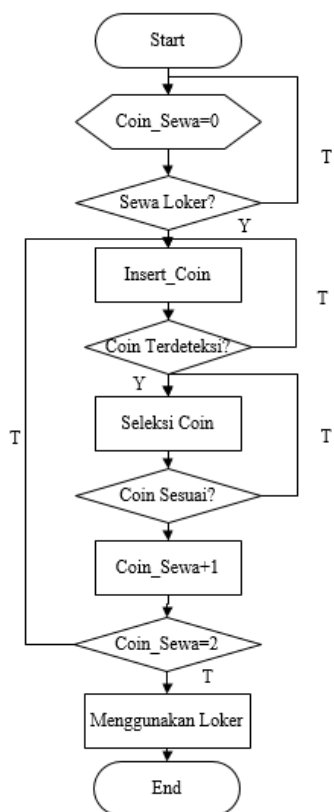 Start
Coin_Sewa=0
T
Sewa Loker?
Y
Insert_Coin
T
Coin Terdeteksi?
Y
Seleksi Coin
T
T
Coin Sesuai?
Coin_Sewa+1
Coin_Sewa=2
T
Menggunakan Loker
End